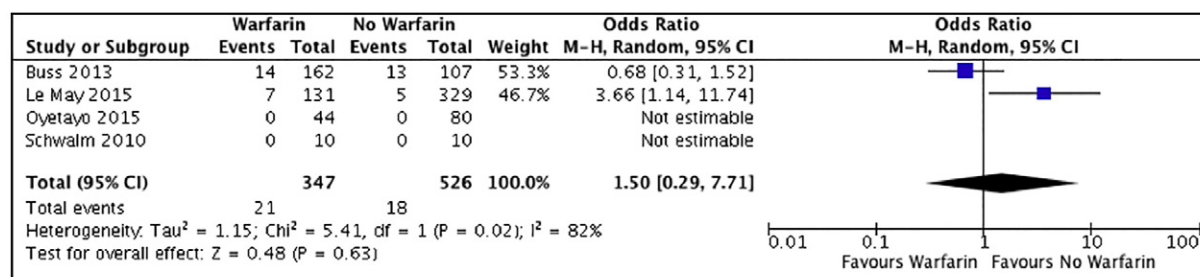 Warfarin No Warfarin Odds Ratio Odds Ratio
Study or Subgroup Events Total Events Total Weight M-H, Random, 95% CI M-H, Random, 95% CI
Buss 2013 14 162 13 107 53.3% 0.68 [0.31, 1.52]
Le May 2015 7 131 5 329 46.7% 3.66 [1.14, 11.74]
Oyetayo 2015 0 44 0 80 Not estimable
Schwalm 2010 0 10 0 10 Not estimable
Total (95% CI) 347 526 100.0% 1.50 [0.29, 7.71]
Total events 21 18
Heterogeneity: Tau² = 1.15; Chi² = 5.41, df = 1 (P = 0.02); I² = 82%
Test for overall effect: Z = 0.48 (P = 0.63)
0.01 0.1 1 10 100
Favours Warfarin Favours No Warfarin